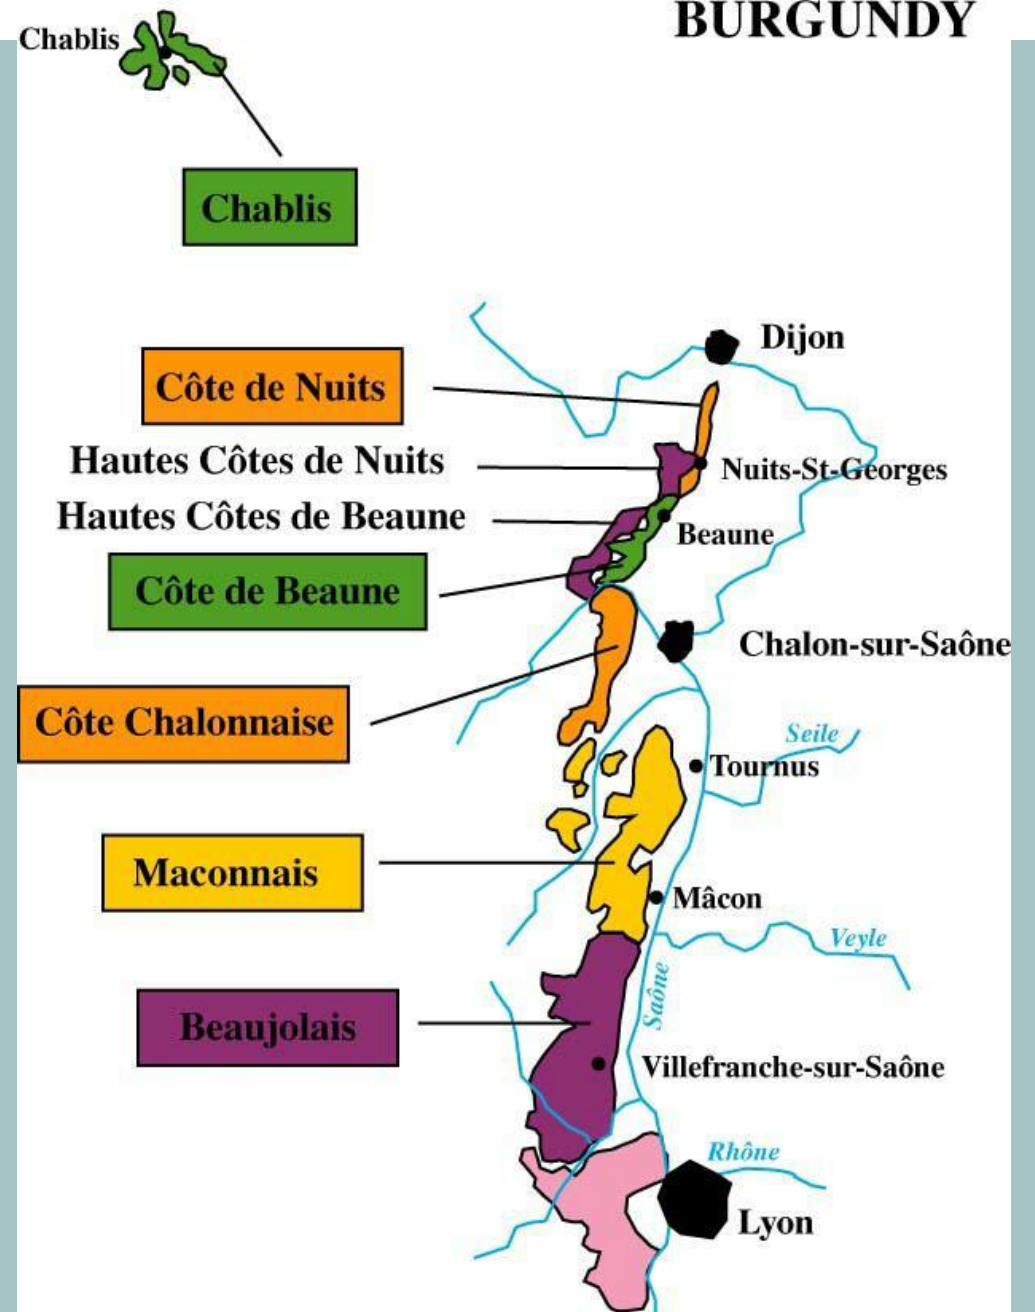 BURGUNDY
Chablis
Chablis
Dijon
Côte de Nuits
Hautes Côtes de Nuits
Nuits-St-Georges
Hautes Côtes de Beaune
Beaune
Côte de Beaune
Chalon-sur-Saône
Côte Chalonnaise
Seile
Tournus
Maconnais
Mâcon
Veyle
Saône
Beaujolais
Villefranche-sur-Saône
Rhône
Lyon